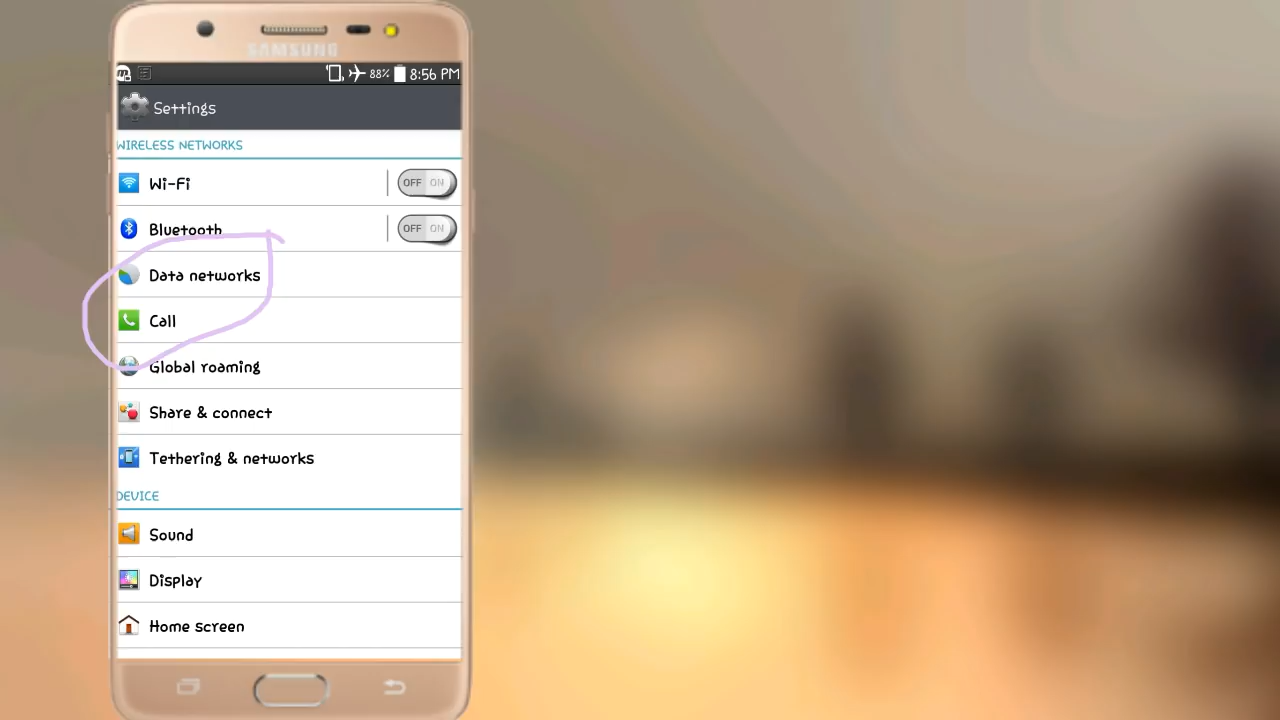 SAMSUNG
88% 8:56 PM
Settings
WIRELESS NETWORKS
Wi-Fi OFF ON
Bluetooth OFF ON
Data networks
Call
Global roaming
Share & connect
Tethering & networks
DEVICE
Sound
Display
Home screen